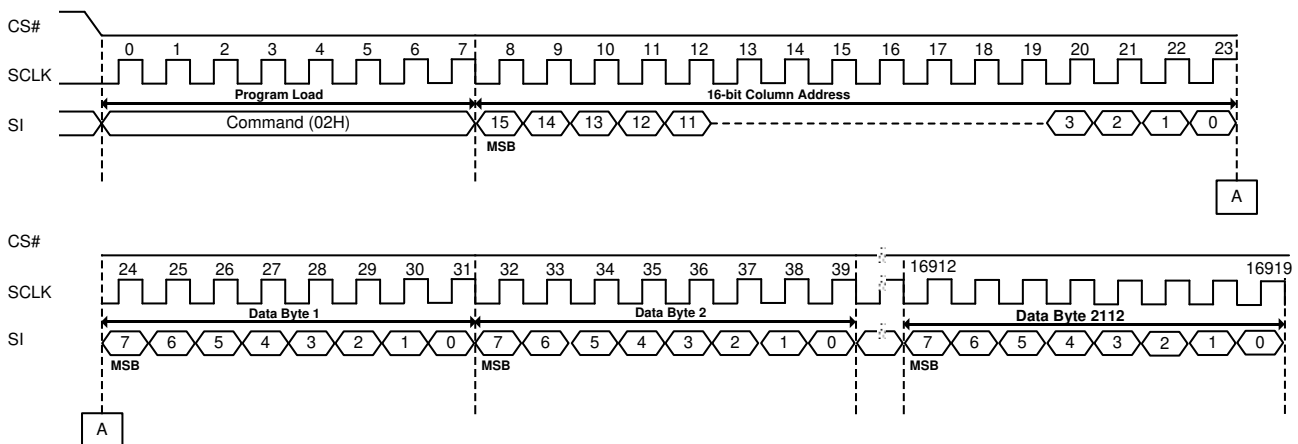 CS#
0 1 2 3 4 5 6 7 8 9 10 11 12 13 14 15 16 17 18 19 20 21 22 23
SCLK
Program Load 16-bit Column Address
SI Command (02H) 15 14 13 12 11 3 2 1 0
MSB
A
CS#
24 25 26 27 28 29 30 31 32 33 34 35 36 37 38 39 16912 16919
SCLK
Data Byte 1 Data Byte 2 Data Byte 2112
SI 7 6 5 4 3 2 1 0 7 6 5 4 3 2 1 0 7 6 5 4 3 2 1 0
MSB MSB MSB
A